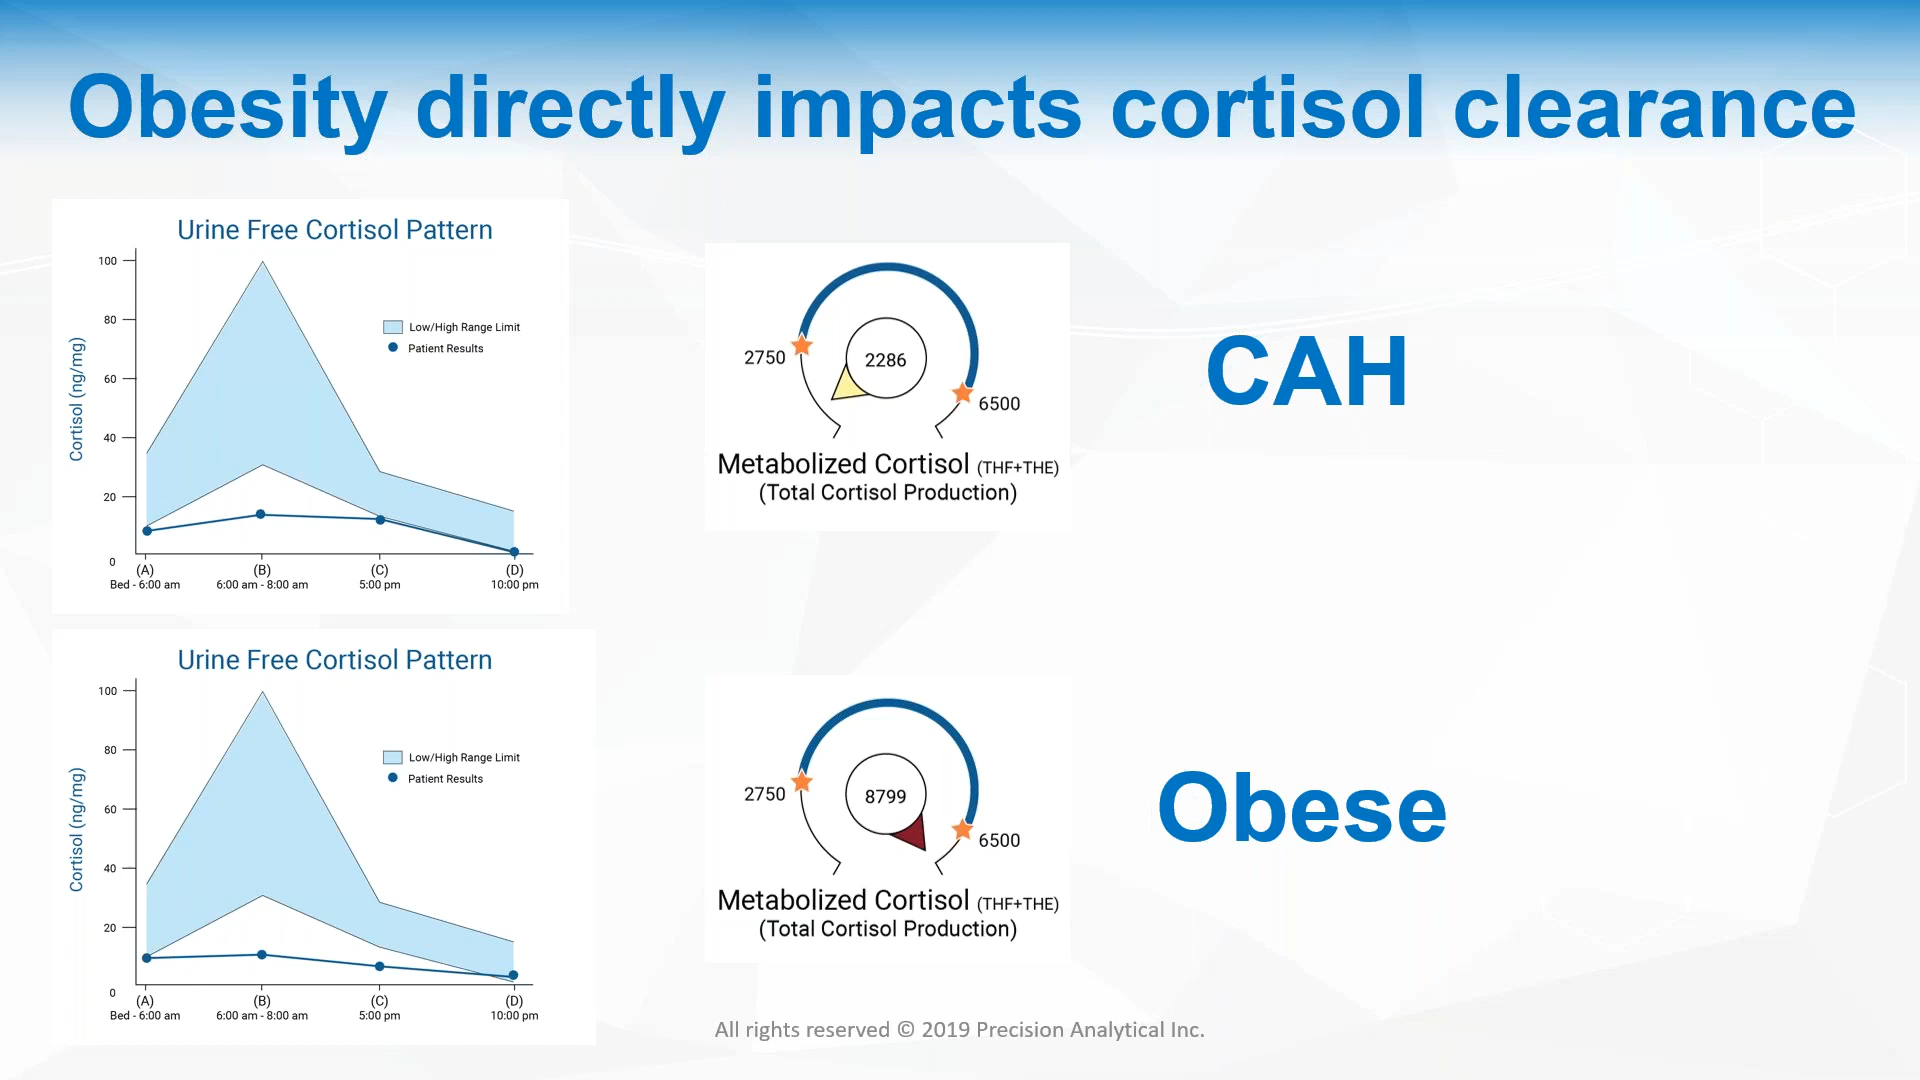 Obesity directly impacts cortisol clearance
Urine Free Cortisol Pattern
Cortisol (ng/mg)
100
80
60
40
20
0
Low/High Range Limit
Patient Results
(A)
Bed - 6:00 am
(B)
6:00 am - 8:00 am
(C)
5:00 pm
(D)
10:00 pm
2750
2286
6500
Metabolized Cortisol (THF+THE)
(Total Cortisol Production)
CAH
Urine Free Cortisol Pattern
Cortisol (ng/mg)
100
80
60
40
20
0
Low/High Range Limit
Patient Results
(A)
Bed - 6:00 am
(B)
6:00 am - 8:00 am
(C)
5:00 pm
(D)
10:00 pm
2750
8799
6500
Metabolized Cortisol (THF+THE)
(Total Cortisol Production)
Obese
All rights reserved © 2019 Precision Analytical Inc.